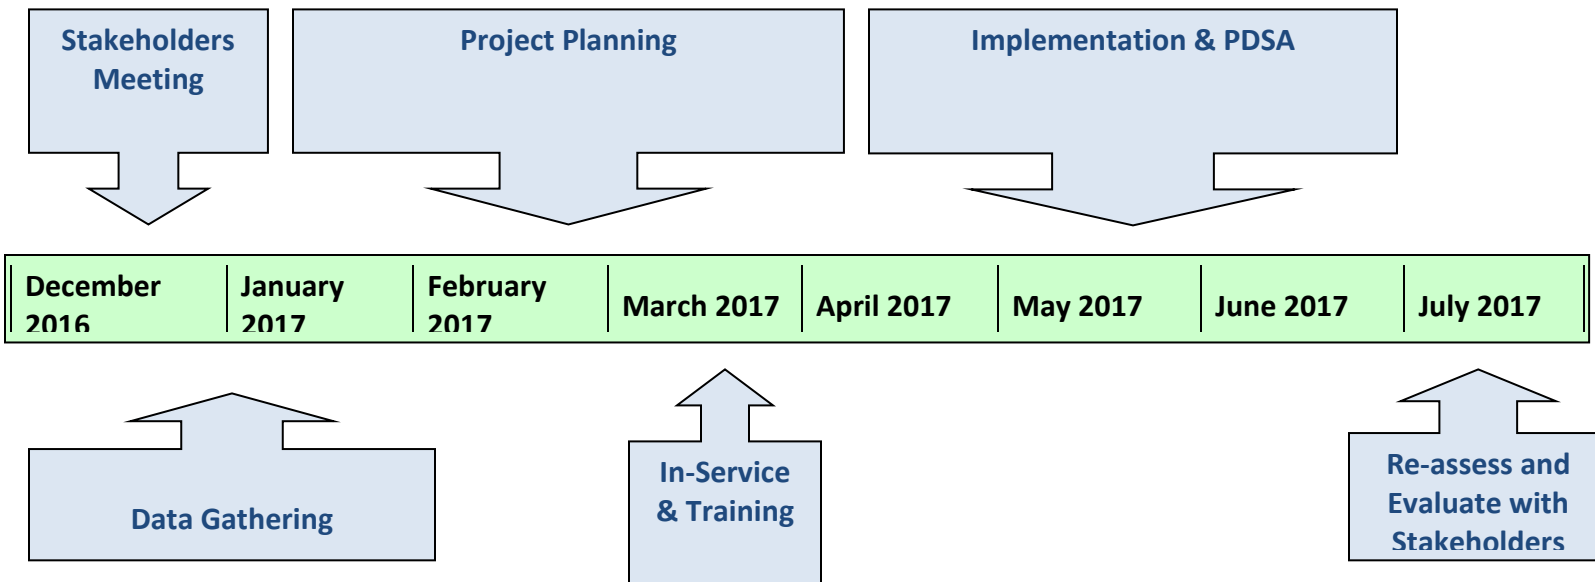 Stakeholders
Meeting
Project Planning
Implementation & PDSA
December
2016
January
2017
February
2017
March 2017
April 2017
May 2017
June 2017
July 2017
Data Gathering
In-Service
& Training
Re-assess and
Evaluate with
Stakeholders